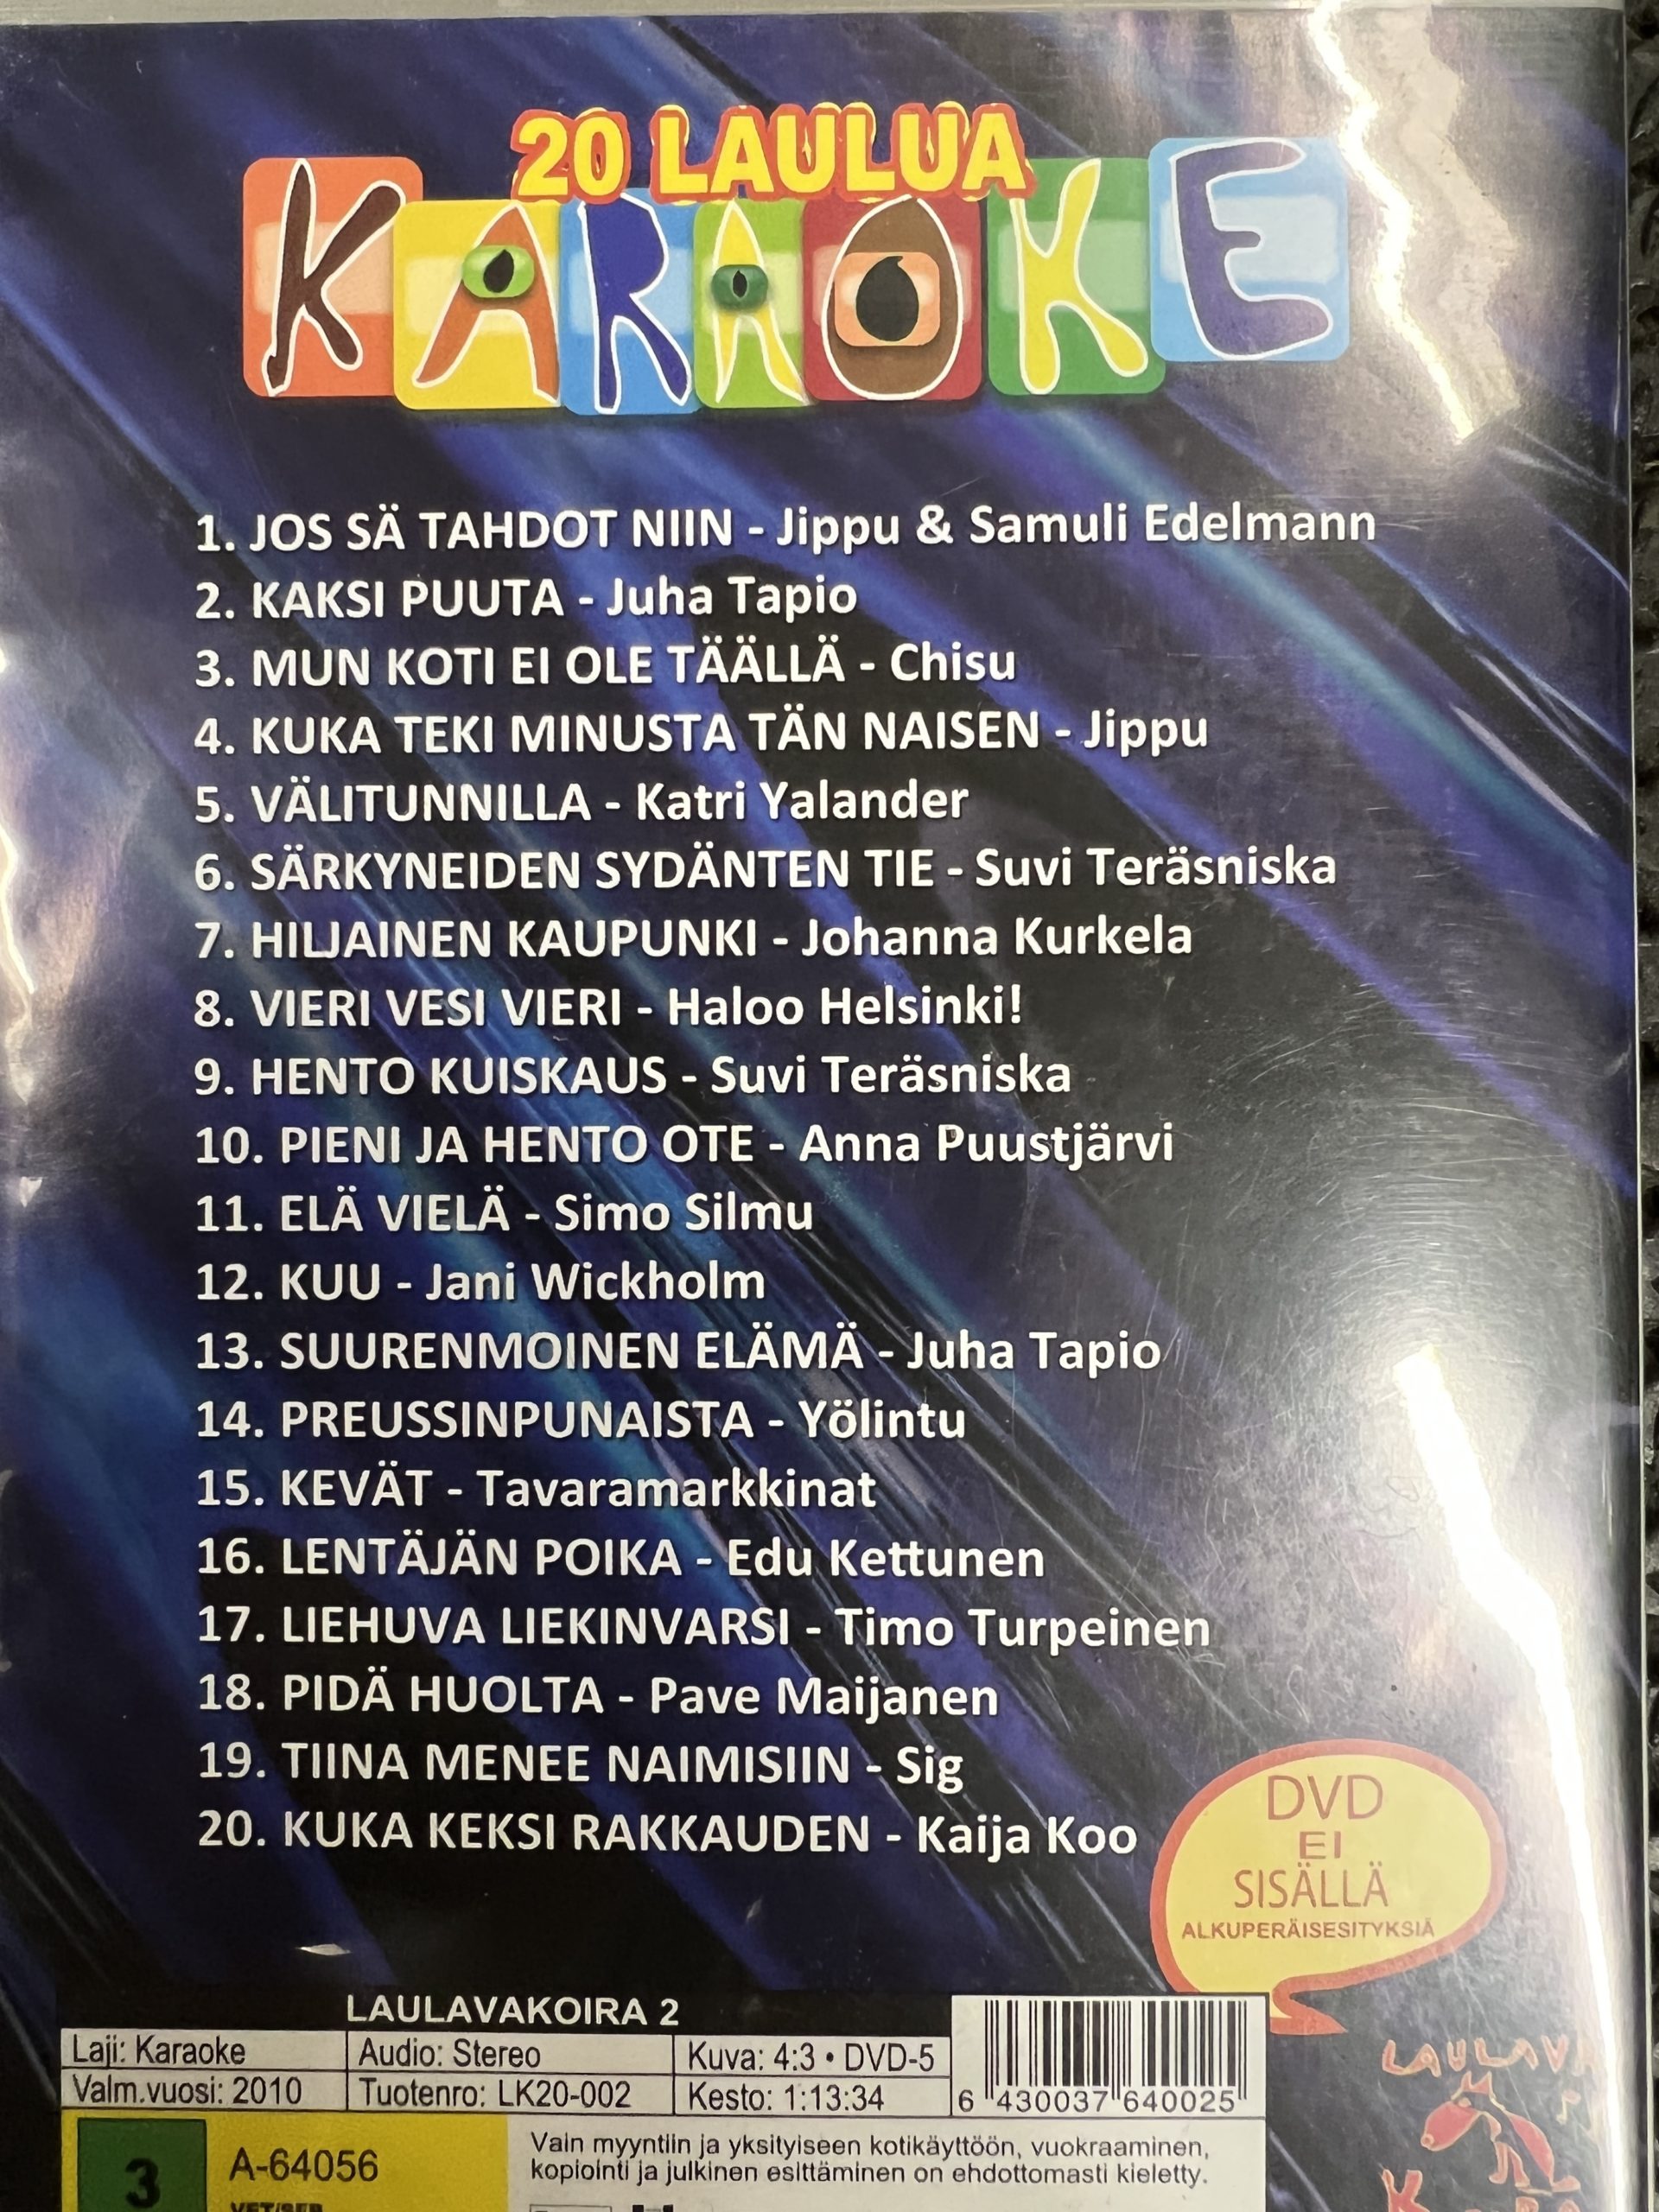 20 LAULUA
KARAOKE
1. JOS SÄ TAHDOT NIIN - Jippu & Samuli Edelmann
2. KAKSI PUUTA - Juha Tapio
3. MUN KOTI EI OLE TÄÄLLÄ - Chisu
4. KUKA TEKI MINUSTA TÄN NAISEN - Jippu
5. VÄLITUNNILLA - Katri Yalander
6. SÄRKYNEIDEN SYDÄNTEN TIE - Suvi Teräsniska
7. HILJAINEN KAUPUNKI - Johanna Kurkela
8. VIERI VESI VIERI - Haloo Helsinki!
9. HENTO KUISKAUS - Suvi Teräsniska
10. PIENI JA HENTO OTE - Anna Puustjärvi
11. ELÄ VIELÄ - Simo Silmu
12. KUU - Jani Wickholm
13. SUURENMOINEN ELÄMÄ - Juha Tapio
14. PREUSSINPUNAISTA - Yölintu
15. KEVÄT - Tavaramarkkinat
16. LENTÄJÄN POIKA - Edu Kettunen
17. LIEHUVA LIEKINVARSI - Timo Turpeinen
18. PIDÄ HUOLTA - Pave Maijanen
19. TIINA MENEE NAIMISIIN - Sig
20. KUKA KEKSI RAKKAUDEN - Kaija Koo
DVD
EI
SISÄLLÄ
ALKUPERÄISESITYKSIÄ
LAULAVAKOIRA 2
Laji: Karaoke Audio: Stereo Kuva: 4:3 • DVD-5
Valm.vuosi: 2010 Tuotenro: LK20-002 Kesto: 1:13:34
6 430037 640025
LAULAVA
3
A-64056
Vain myyntiin ja yksityiseen kotikäyttöön, vuokraaminen,
kopiointi ja julkinen esittäminen on ehdottomasti kieletty.